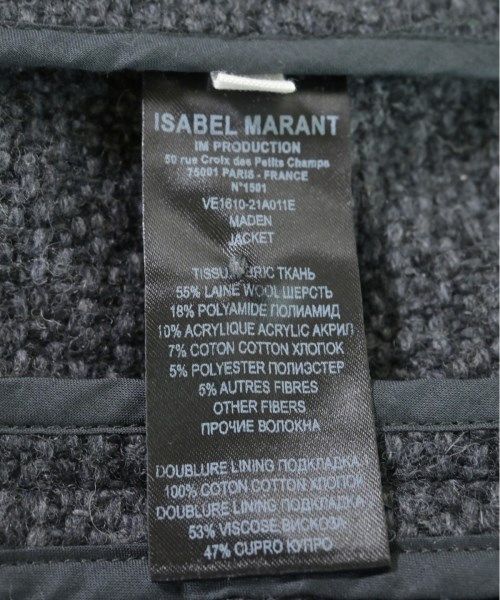 ISABEL MARANT
IM PRODUCTION
50 rue Croix des Petits Champs
75001 PARIS - FRANCE
N°1501
VE1610-21A011E
MADEN
JACKET
ТКАНЬ
55% LAINE WOOL ШЕРСТЬ
18% POLYAMIDE ПОЛИАМИД
10% ACRYLIQUE ACRYLIC АКРИЛ
7% COTON COTTON ХЛОПОК
5% POLYESTER ПОЛИЭСТЕР
5% AUTRES FIBRES
OTHER FIBERS
ПРОЧИЕ ВОЛОКНА
DOUBLURE LINING ПОДКЛАДКА
100% COTON COTTON ХЛОПОК
DOUBLURE LINING ПОДКЛАДКА
53% VISCOSE ВИСКОЗА
47% CUPRO КУПРО